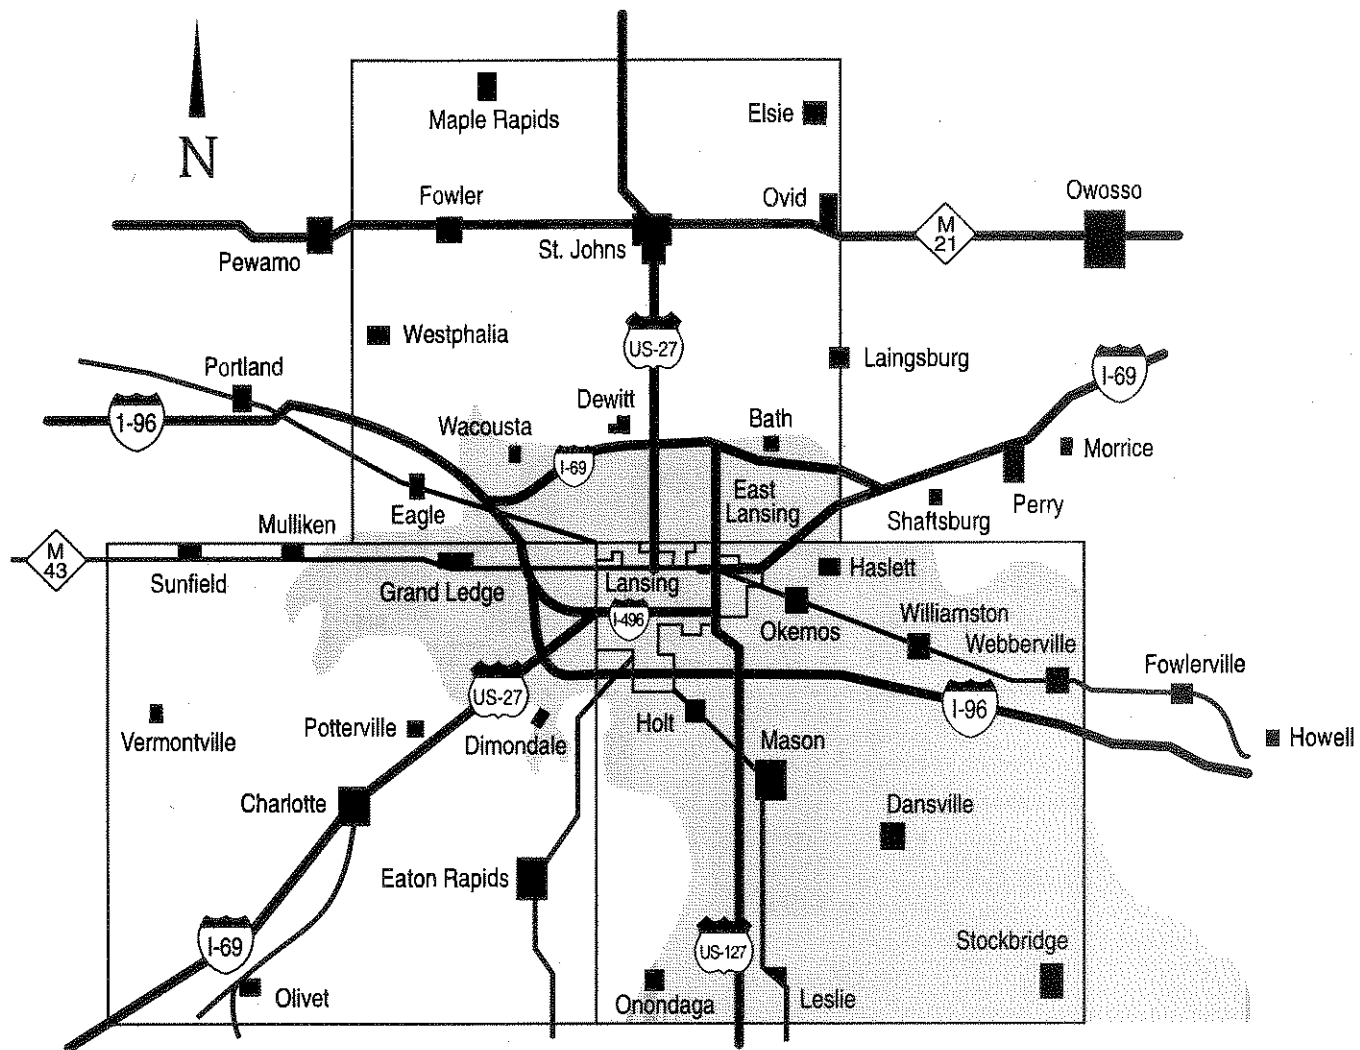 N
Maple Rapids
Elsie
Fowler
Ovid
Owosso
M
21
Pewamo
St. Johns
Westphalia
US-27
Laingsburg
Portland
I-69
1-96
Dewitt
Wacousta
Bath
I-69
Morrice
Eagle
East
Lansing
Perry
Shaftsburg
Mulliken
M
43
Sunfield
Grand Ledge
Lansing
Haslett
I-496
Okemos
Williamston
Webberville
Fowlerville
US-27
I-96
Vermontville
Potterville
Dimondale
Holt
Mason
Howell
Charlotte
Dansville
Eaton Rapids
I-69
US-127
Stockbridge
Olivet
Onondaga
Leslie